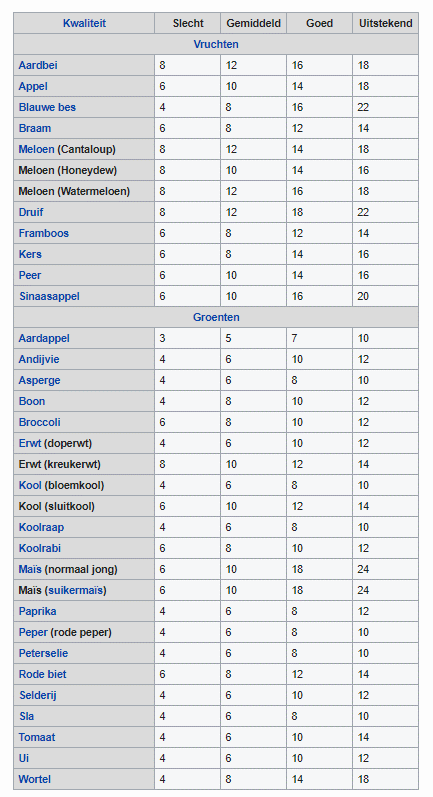 Kwaliteit Slecht Gemiddeld Goed Uitstekend
Vruchten
Aardbei 8 12 16 18
Appel 6 10 14 18
Blauwe bes 4 8 16 22
Braam 6 8 12 14
Meloen (Cantaloup) 8 12 14 18
Meloen (Honeydew) 8 10 14 16
Meloen (Watermeloen) 8 12 16 18
Druif 8 12 18 22
Framboos 6 8 12 14
Kers 6 8 14 16
Peer 6 10 14 16
Sinaasappel 6 10 16 20
Groenten
Aardappel 3 5 7 10
Andijvie 4 6 10 12
Asperge 4 6 8 10
Boon 4 8 10 12
Broccoli 6 8 10 12
Erwt (doperwt) 4 6 10 12
Erwt (kreukerwt) 8 10 12 14
Kool (bloemkool) 4 6 8 10
Kool (sluitkool) 6 10 12 14
Koolraap 4 6 8 10
Koolrabi 6 8 10 12
Maïs (normaal jong) 6 10 18 24
Maïs (suikermaïs) 6 10 18 24
Paprika 4 6 8 12
Peper (rode peper) 4 6 8 10
Peterselie 4 6 8 10
Rode biet 6 8 12 14
Selderij 4 6 10 12
Sla 4 6 8 10
Tomaat 4 6 10 14
Ui 4 6 10 12
Wortel 4 8 14 18